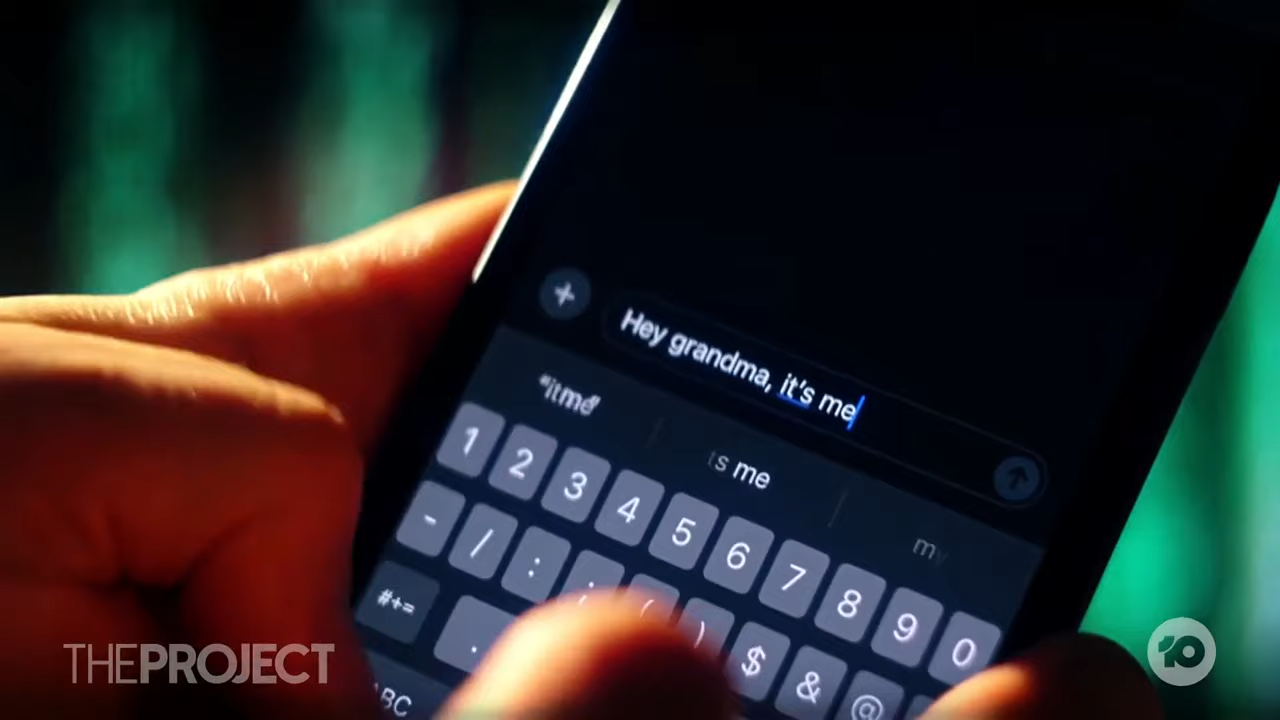 Hey grandma, it's me
"itme"
ts me
my
1 2 3 4 5 6 7 8 9 0
- / : ; ( ) $ & @
#+= .
ABC
THEPROJECT
10